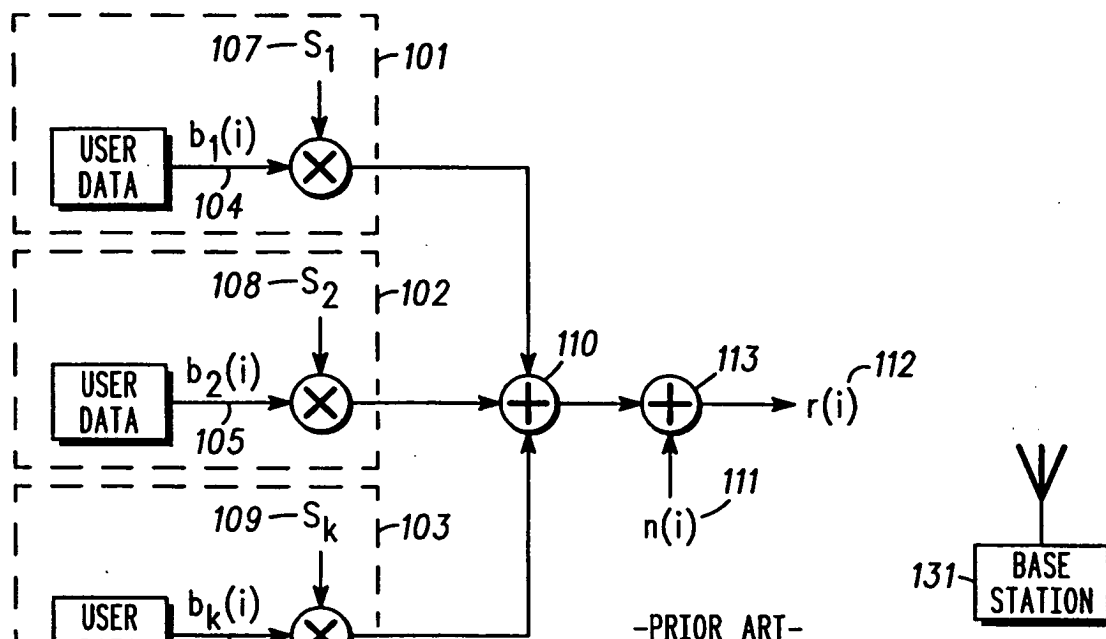 107 S1 101
USER DATA b1(i)
104
108 S2 102
USER DATA b2(i)
105
110
113
r(i) 112
n(i) 111
109 Sk 103
USER bk(i)
131 BASE STATION
-PRIOR ART-